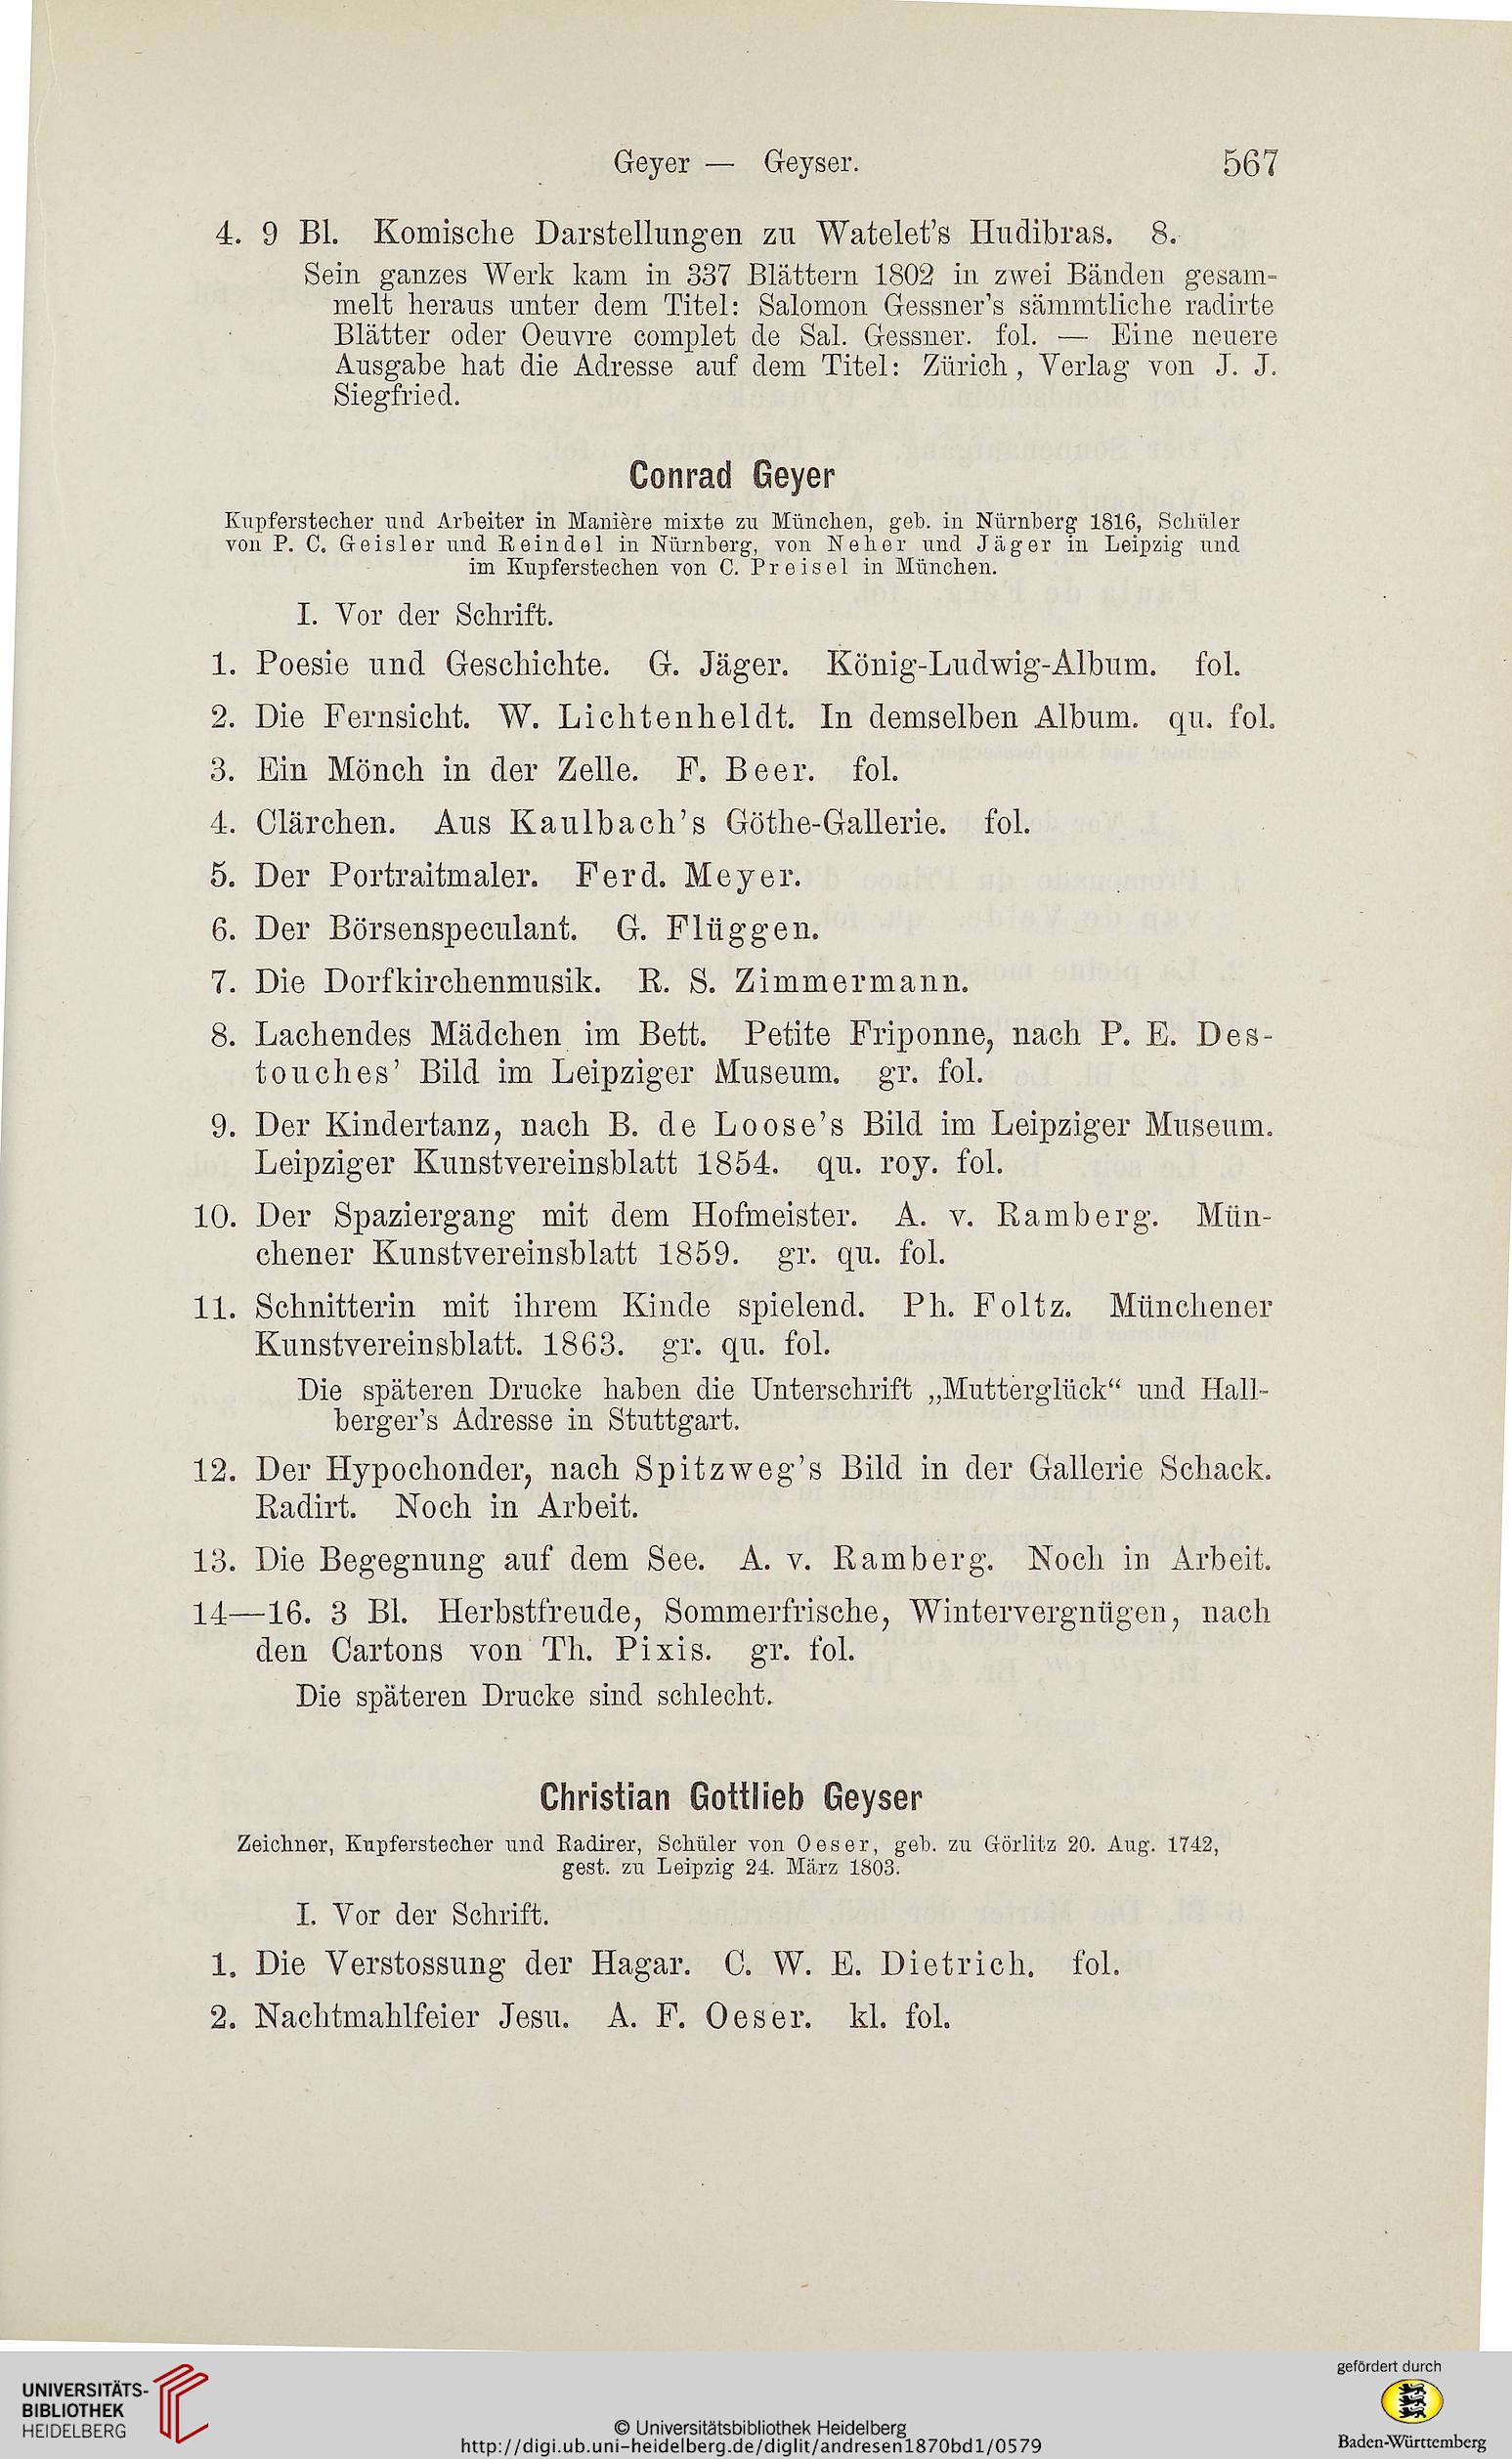 Geyer — Geyser. 567
4. 9 Bl. Komische Darstellungen zu Watelet's Hudibras. 8.
Sein ganzes Werk kam in 337 Blättern 1802 in zwei Bänden gesam-
melt heraus unter dem Titel: Salomon Gessner's sämmtliche radirte
Blätter oder Oeuvre complet de Sal. Gessner. fol. — Eine neuere
Ausgabe hat die Adresse auf dem Titel: Zürich, Verlag von J. J.
Siegfried.
Conrad Geyer
Kupferstecher und Arbeiter in Manière mixte zu München, geb. in Nürnberg 1816, Schüler
von P. C. Geisler und Reindel in Nürnberg, von Neher und Jäger in Leipzig und
im Kupferstechen von C. Preisel in München.
I. Vor der Schrift.
1. Poesie und Geschichte. G. Jäger. König-Ludwig-Album. fol.
2. Die Fernsicht. W. Lichtenheldt. In demselben Album. qu. fol.
3. Ein Mönch in der Zelle. F. Beer. fol.
4. Clärchen. Aus Kaulbach's Göthe-Gallerie. fol.
5. Der Portraitmaler. Ferd. Meyer.
6. Der Börsenspeculant. G. Flüggen.
7. Die Dorfkirchenmusik. R. S. Zimmermann.
8. Lachendes Mädchen im Bett. Petite Friponne, nach P. E. Des-
touches' Bild im Leipziger Museum. gr. fol.
9. Der Kindertanz, nach B. de Loose's Bild im Leipziger Museum.
Leipziger Kunstvereinsblatt 1854. qu. roy. fol.
10. Der Spaziergang mit dem Hofmeister. A. v. Ramberg. Mün-
chener Kunstvereinsblatt 1859. gr. qu. fol.
11. Schnitterin mit ihrem Kinde spielend. Ph. Foltz. Münchener
Kunstvereinsblatt. 1863. gr. qu. fol.
Die späteren Drucke haben die Unterschrift „Mutterglück“ und Hall-
berger's Adresse in Stuttgart.
12. Der Hypochonder, nach Spitzweg's Bild in der Gallerie Schack.
Radirt. Noch in Arbeit.
13. Die Begegnung auf dem See. A. v. Ramberg. Noch in Arbeit.
14—16. 3 Bl. Herbstfreude, Sommerfrische, Wintervergnügen, nach
den Cartons von Th. Pixis. gr. fol.
Die späteren Drucke sind schlecht.
Christian Gottlieb Geyser
Zeichner, Kupferstecher und Radirer, Schüler von Oeser, geb. zu Görlitz 20. Aug. 1742,
gest. zu Leipzig 24. März 1803.
I. Vor der Schrift.
1. Die Verstossung der Hagar. C. W. E. Dietrich. fol.
2. Nachtmahlfeier Jesu. A. F. Oeser. kl. fol.
UNIVERSITÄTS-
BIBLIOTHEK
HEIDELBERG
© Universitätsbibliothek Heidelberg
http://digi.ub.uni-heidelberg.de/diglit/andresen1870bd1/0579
gefördert durch
Baden-Württemberg